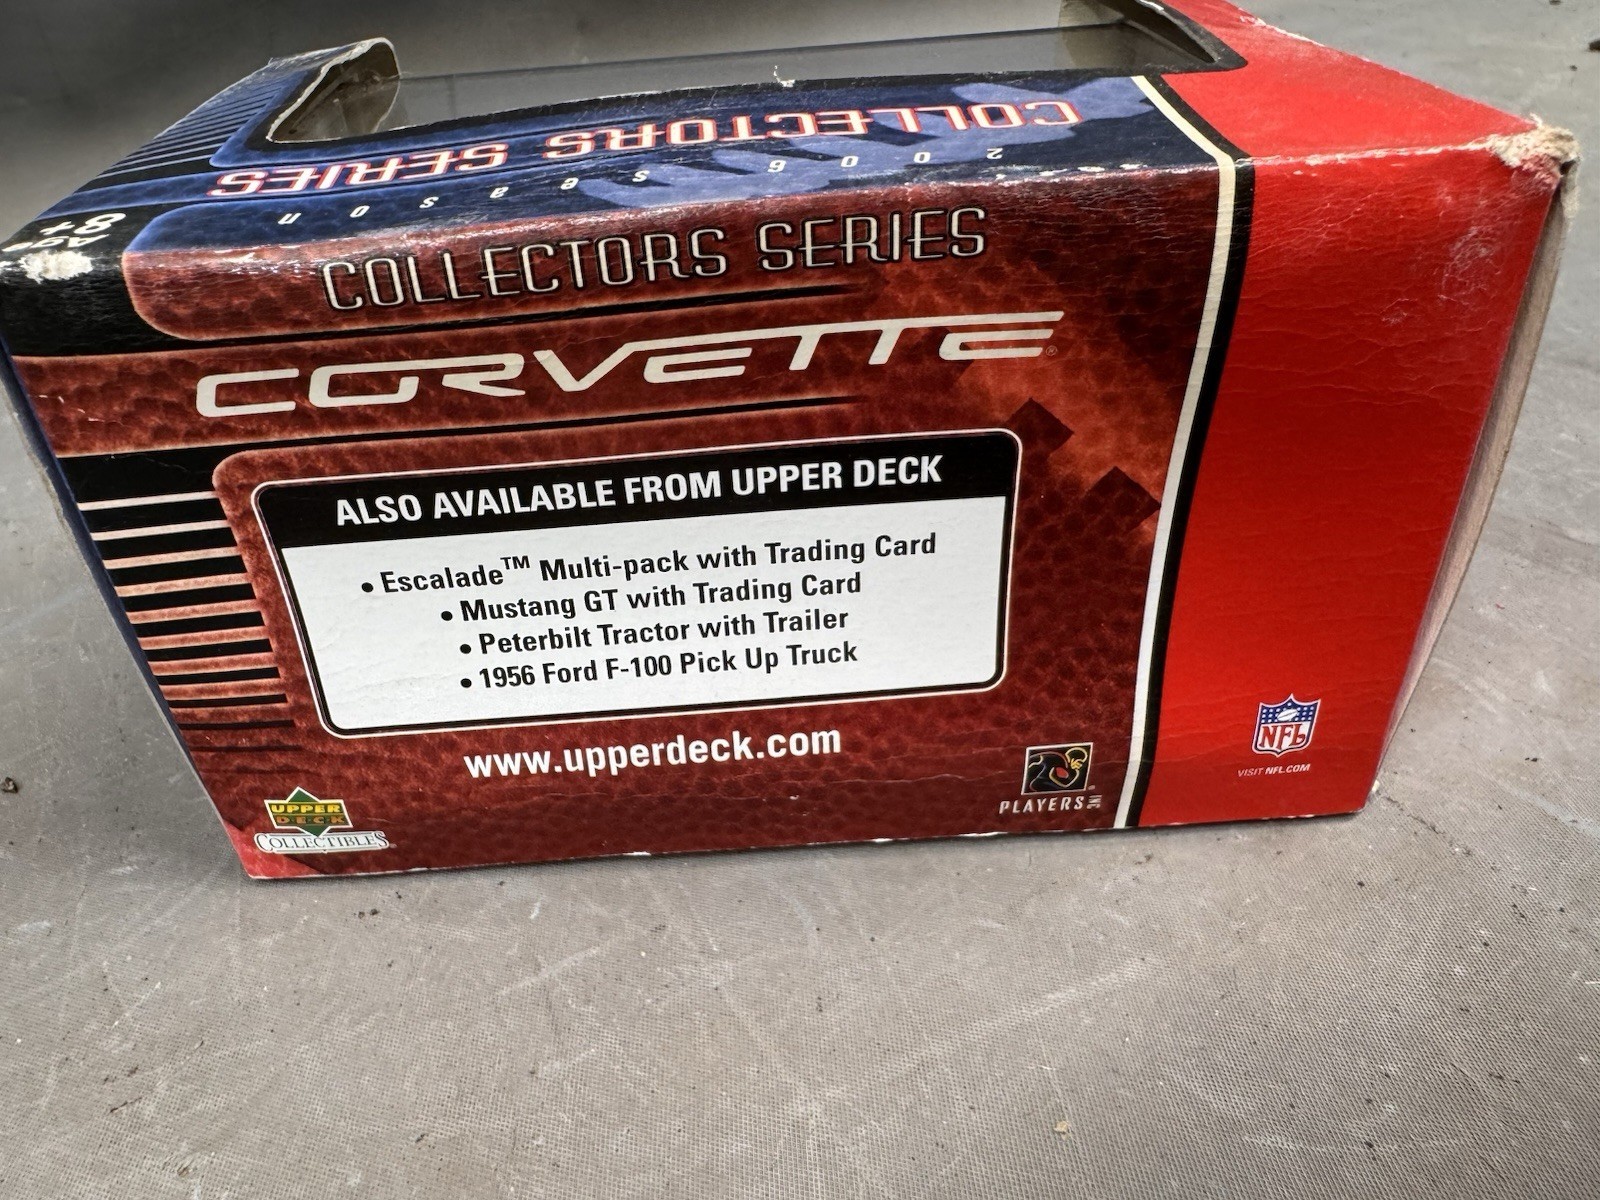 COLLECTORS SERIES
2006 season
Age
8+
COLLECTORS SERIES
CORVETTE®
ALSO AVAILABLE FROM UPPER DECK
• Escalade™ Multi-pack with Trading Card
• Mustang GT with Trading Card
• Peterbilt Tractor with Trailer
• 1956 Ford F-100 Pick Up Truck
www.upperdeck.com
UPPER
DECK
COLLECTIBLES
PLAYERS INC
NFL
VISIT NFL.COM